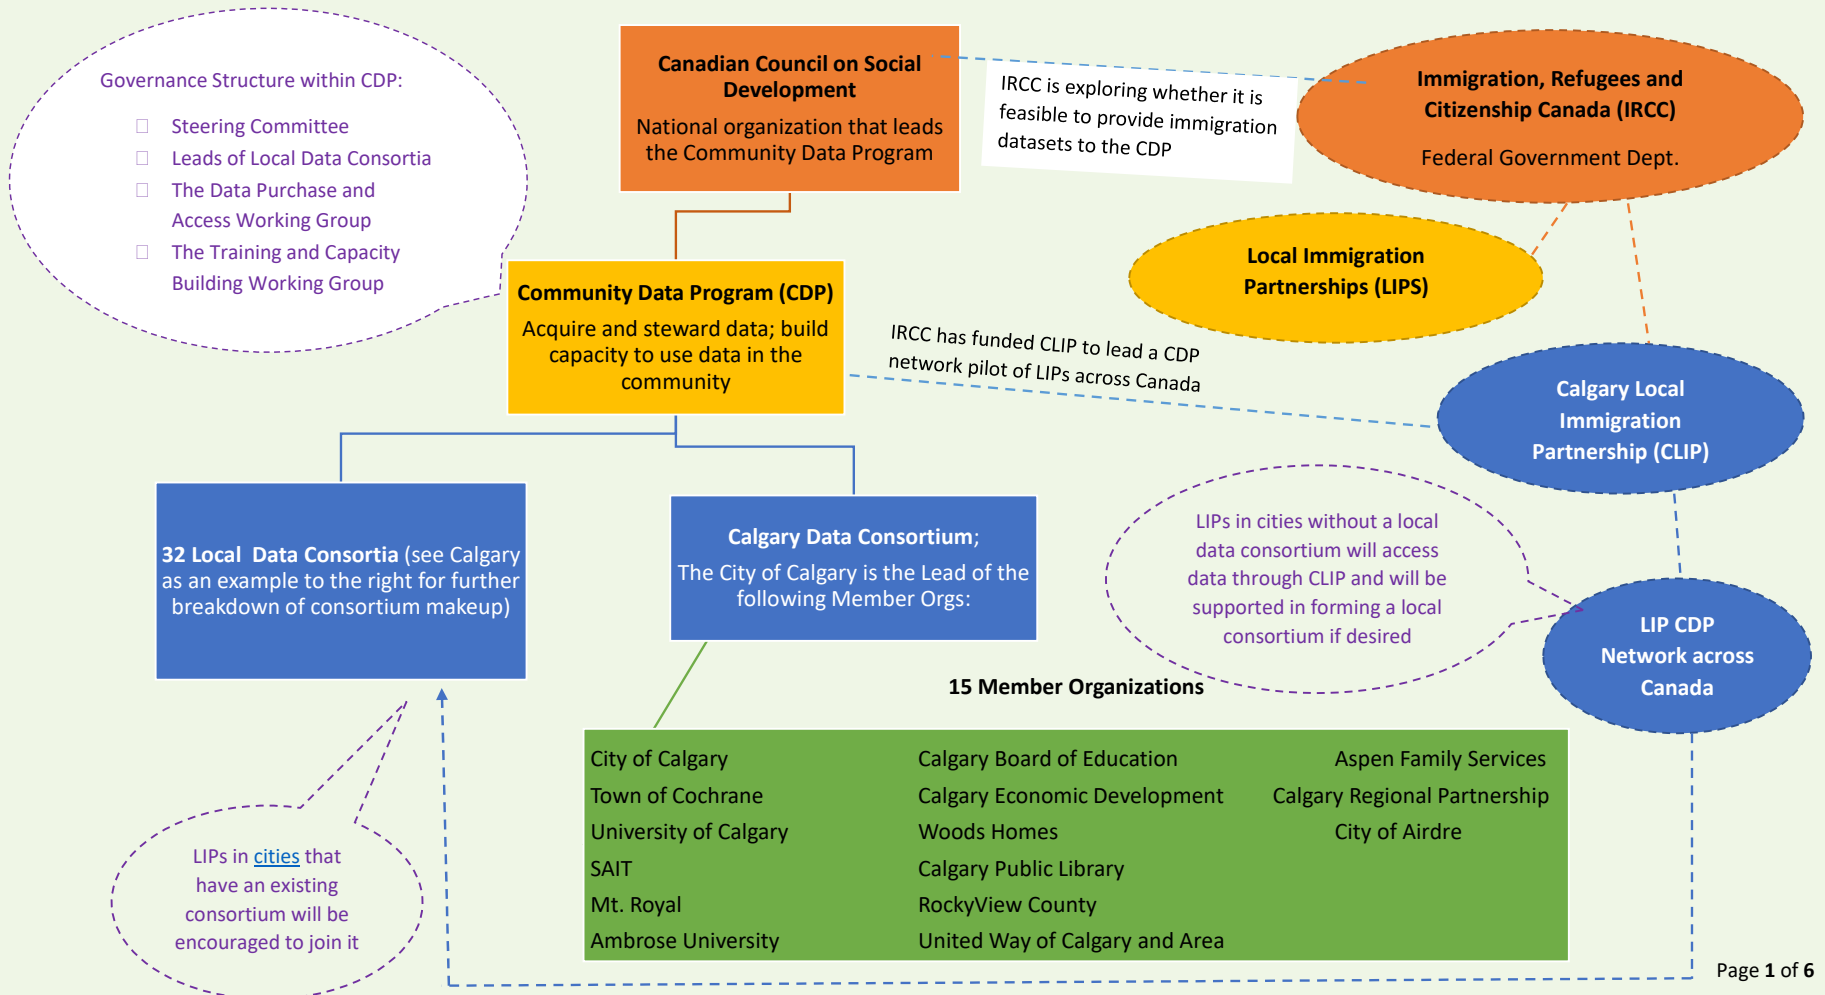 Governance Structure within CDP:
Steering Committee
Leads of Local Data Consortia
The Data Purchase and
Access Working Group
The Training and Capacity
Building Working Group
Canadian Council on Social
Development
National organization that leads
the Community Data Program
IRCC is exploring whether it is
feasible to provide immigration
datasets to the CDP
Immigration, Refugees and
Citizenship Canada (IRCC)
Federal Government Dept.
Local Immigration
Partnerships (LIPS)
Community Data Program (CDP)
Acquire and steward data; build
capacity to use data in the
community
IRCC has funded CLIP to lead a CDP
network pilot of LIPs across Canada
Calgary Local
Immigration
Partnership (CLIP)
32 Local  Data Consortia (see Calgary
as an example to the right for further
breakdown of consortium makeup)
Calgary Data Consortium;
The City of Calgary is the Lead of the
following Member Orgs:
LIPs in cities without a local
data consortium will access
data through CLIP and will be
supported in forming a local
consortium if desired
LIP CDP
Network across
Canada
15 Member Organizations
City of Calgary
Town of Cochrane
University of Calgary
SAIT
Mt. Royal
Ambrose University
Calgary Board of Education
Calgary Economic Development
Woods Homes
Calgary Public Library
RockyView County
United Way of Calgary and Area
Aspen Family Services
Calgary Regional Partnership
City of Airdre
LIPs in cities that
have an existing
consortium will be
encouraged to join it
Page 1 of 6